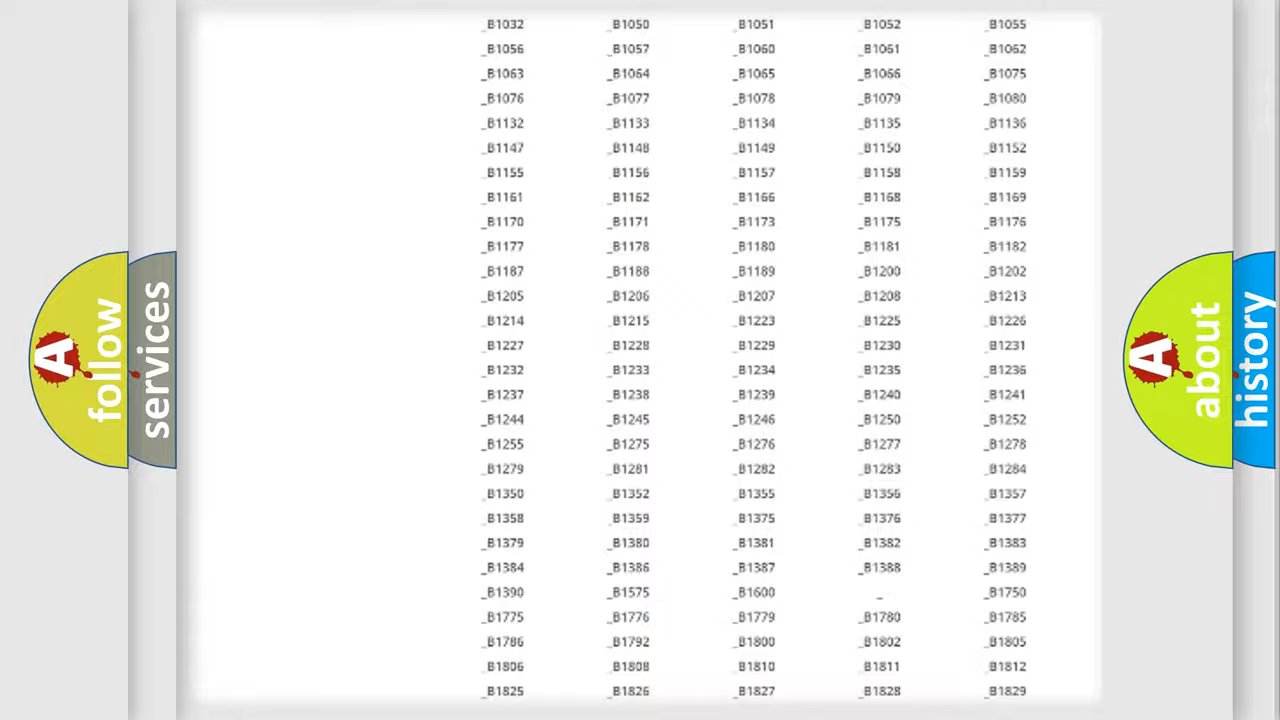 _B1032 _B1050 _B1051 _B1052 _B1055
_B1056 _B1057 _B1060 _B1061 _B1062
_B1063 _B1064 _B1065 _B1066 _B1075
_B1076 _B1077 _B1078 _B1079 _B1080
_B1132 _B1133 _B1134 _B1135 _B1136
_B1147 _B1148 _B1149 _B1150 _B1152
_B1155 _B1156 _B1157 _B1158 _B1159
_B1161 _B1162 _B1166 _B1168 _B1169
_B1170 _B1171 _B1173 _B1175 _B1176
_B1177 _B1178 _B1180 _B1181 _B1182
_B1187 _B1188 _B1189 _B1200 _B1202
_B1205 _B1206 _B1207 _B1208 _B1213
_B1214 _B1215 _B1223 _B1225 _B1226
_B1227 _B1228 _B1229 _B1230 _B1231
_B1232 _B1233 _B1234 _B1235 _B1236
_B1237 _B1238 _B1239 _B1240 _B1241
_B1244 _B1245 _B1246 _B1250 _B1252
_B1255 _B1275 _B1276 _B1277 _B1278
_B1279 _B1281 _B1282 _B1283 _B1284
_B1350 _B1352 _B1355 _B1356 _B1357
_B1358 _B1359 _B1375 _B1376 _B1377
_B1379 _B1380 _B1381 _B1382 _B1383
_B1384 _B1386 _B1387 _B1388 _B1389
_B1390 _B1575 _B1600 _ _B1750
_B1775 _B1776 _B1779 _B1780 _B1785
_B1786 _B1792 _B1800 _B1802 _B1805
_B1806 _B1808 _B1810 _B1811 _B1812
_B1825 _B1826 _B1827 _B1828 _B1829
A
follow
services
A
about
history